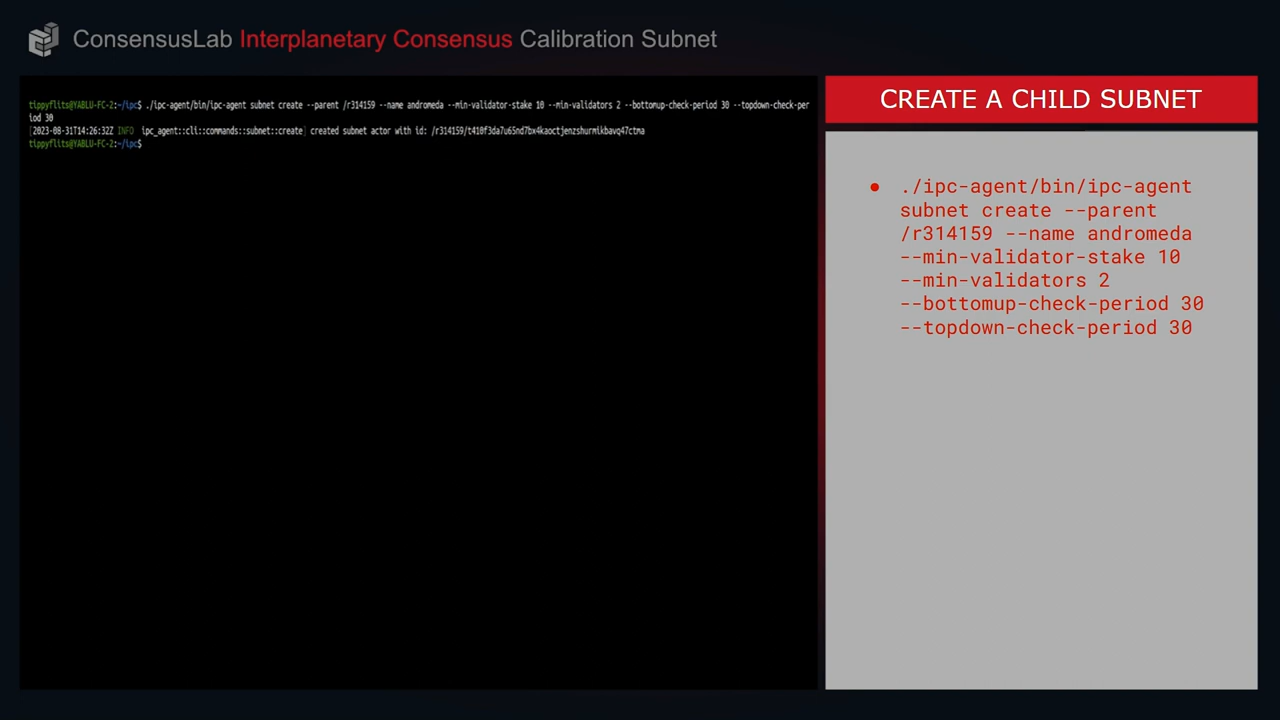 ConsensusLab Interplanetary Consensus Calibration Subnet
tippyflits@YABLU-FC-2:~/ipc$ ./ipc-agent/bin/ipc-agent subnet create --parent /r314159 --name andromeda --min-validator-stake 10 --min-validators 2 --bottomup-check-period 30 --topdown-check-per
iod 30
[2023-08-31T14:26:32Z INFO  ipc_agent::cli::commands::subnet::create] created subnet actor with id: /r314159/t410f3da7u65nd7bx4kaoctjenzshurmikbavq47ctma
tippyflits@YABLU-FC-2:~/ipc$
CREATE A CHILD SUBNET
● ./ipc-agent/bin/ipc-agent
subnet create --parent
/r314159 --name andromeda
--min-validator-stake 10
--min-validators 2
--bottomup-check-period 30
--topdown-check-period 30